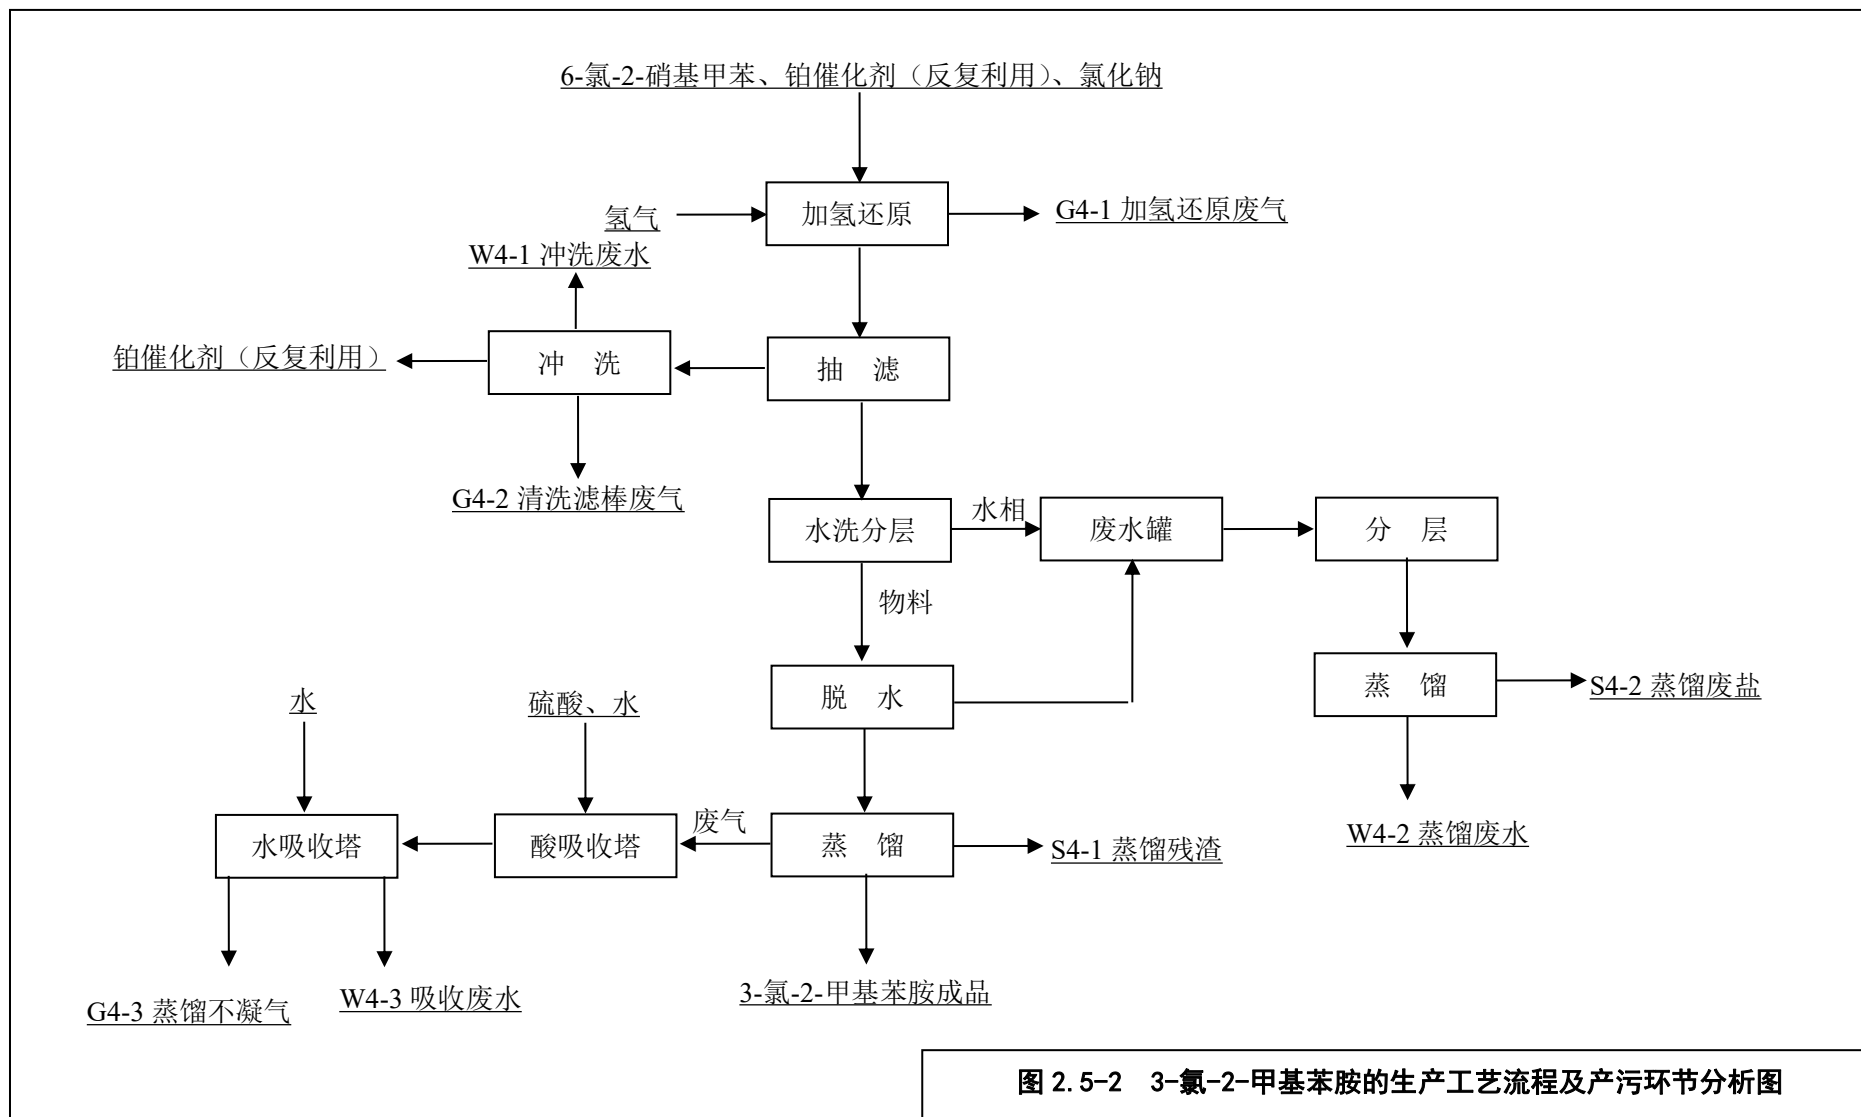 6-氯-2-硝基甲苯、铂催化剂（反复利用）、氯化钠
氢气
加氢还原
G4-1 加氢还原废气
W4-1 冲洗废水
铂催化剂（反复利用）
冲 洗
抽 滤
G4-2 清洗滤棒废气
水洗分层
水相
废水罐
分 层
物料
水
硫酸、水
脱 水
蒸 馏
S4-2 蒸馏废盐
水吸收塔
酸吸收塔
废气
蒸 馏
S4-1 蒸馏残渣
W4-2 蒸馏废水
G4-3 蒸馏不凝气
W4-3 吸收废水
3-氯-2-甲基苯胺成品
图 2.5-2 3-氯-2-甲基苯胺的生产工艺流程及产污环节分析图